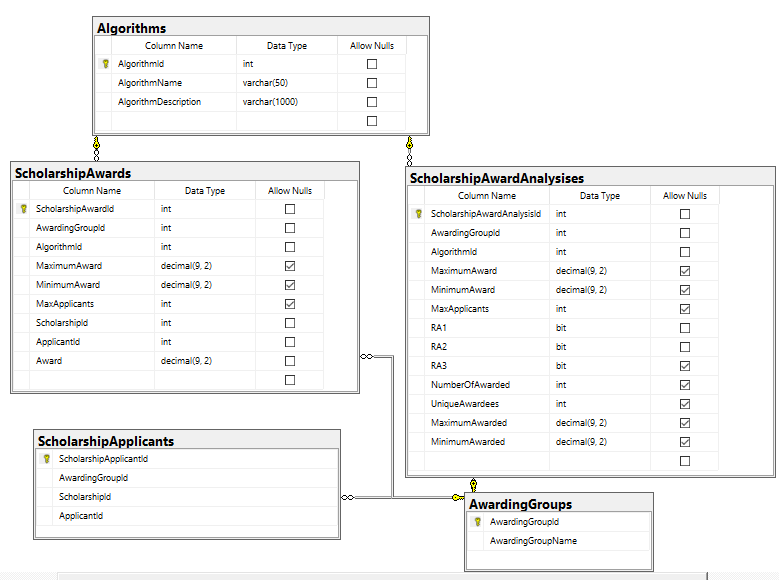 Algorithms
Column Name Data Type Allow Nulls
AlgorithmId int
AlgorithmName varchar(50)
AlgorithmDescription varchar(1000)
ScholarshipAwards
Column Name Data Type Allow Nulls
ScholarshipAwardId int
AwardingGroupId int
AlgorithmId int
MaximumAward decimal(9, 2)
MinimumAward decimal(9, 2)
MaxApplicants int
ScholarshipId int
ApplicantId int
Award decimal(9, 2)
ScholarshipAwardAnalysises
Column Name Data Type Allow Nulls
ScholarshipAwardAnalysisId int
AwardingGroupId int
AlgorithmId int
MaximumAward decimal(9, 2)
MinimumAward decimal(9, 2)
MaxApplicants int
RA1 bit
RA2 bit
RA3 bit
NumberOfAwarded int
UniqueAwardees int
MaximumAwarded decimal(9, 2)
MinimumAwarded decimal(9, 2)
ScholarshipApplicants
ScholarshipApplicantId
AwardingGroupId
ScholarshipId
ApplicantId
AwardingGroups
AwardingGroupId
AwardingGroupName